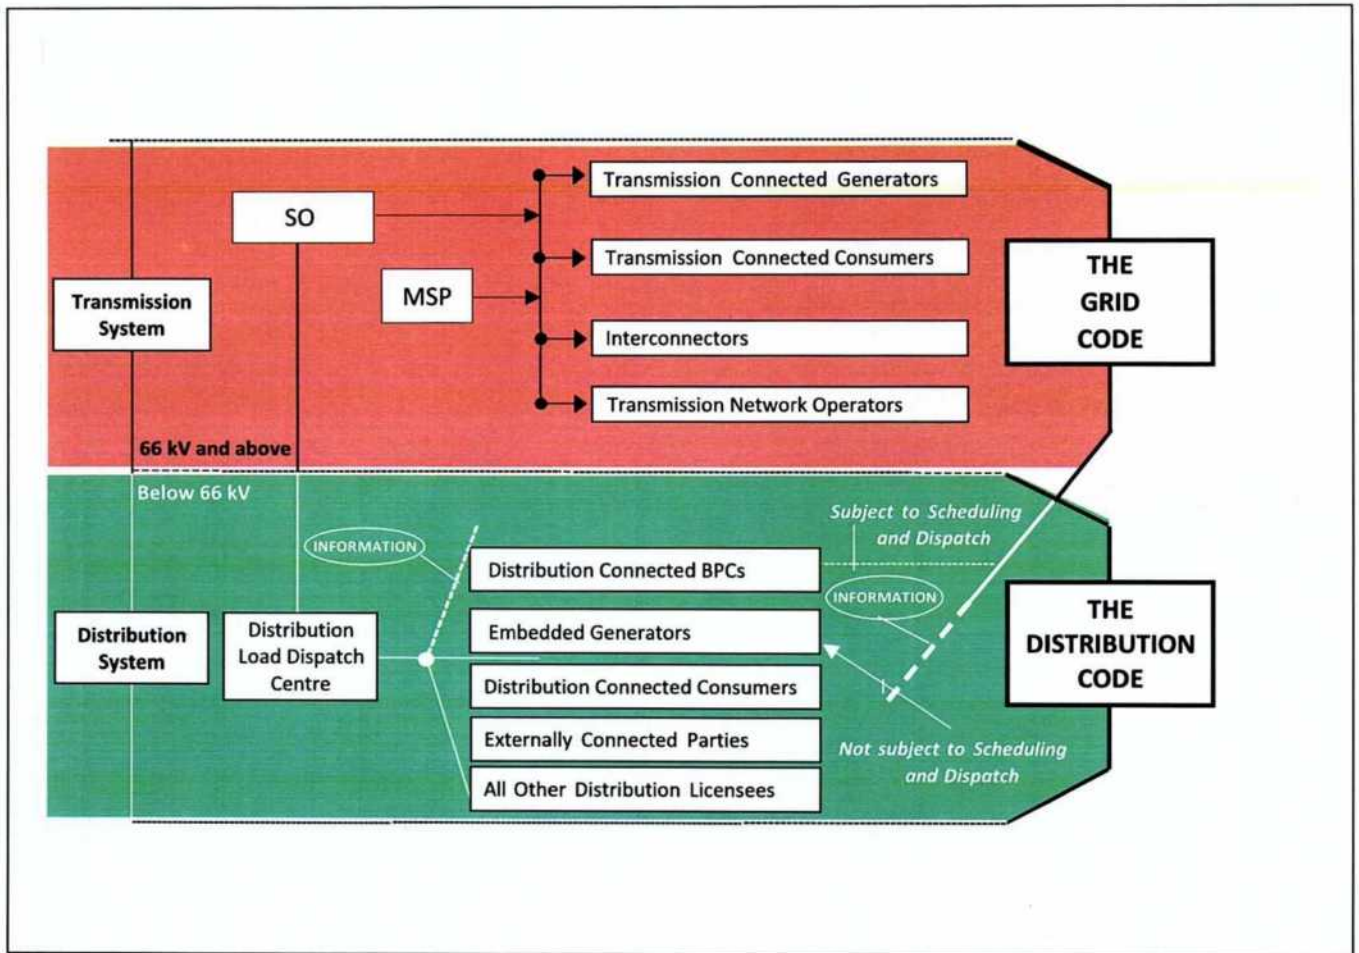 Transmission Connected Generators
SO
Transmission Connected Consumers
MSP
Transmission
System
Interconnectors
Transmission Network Operators
THE
GRID
CODE
66 kV and above
Below 66 kV
Subject to Scheduling
and Dispatch
INFORMATION
Distribution Connected BPCs
INFORMATION
Distribution
System
Distribution
Load Dispatch
Centre
Embedded Generators
Distribution Connected Consumers
Externally Connected Parties
All Other Distribution Licensees
Not subject to Scheduling
and Dispatch
THE
DISTRIBUTION
CODE